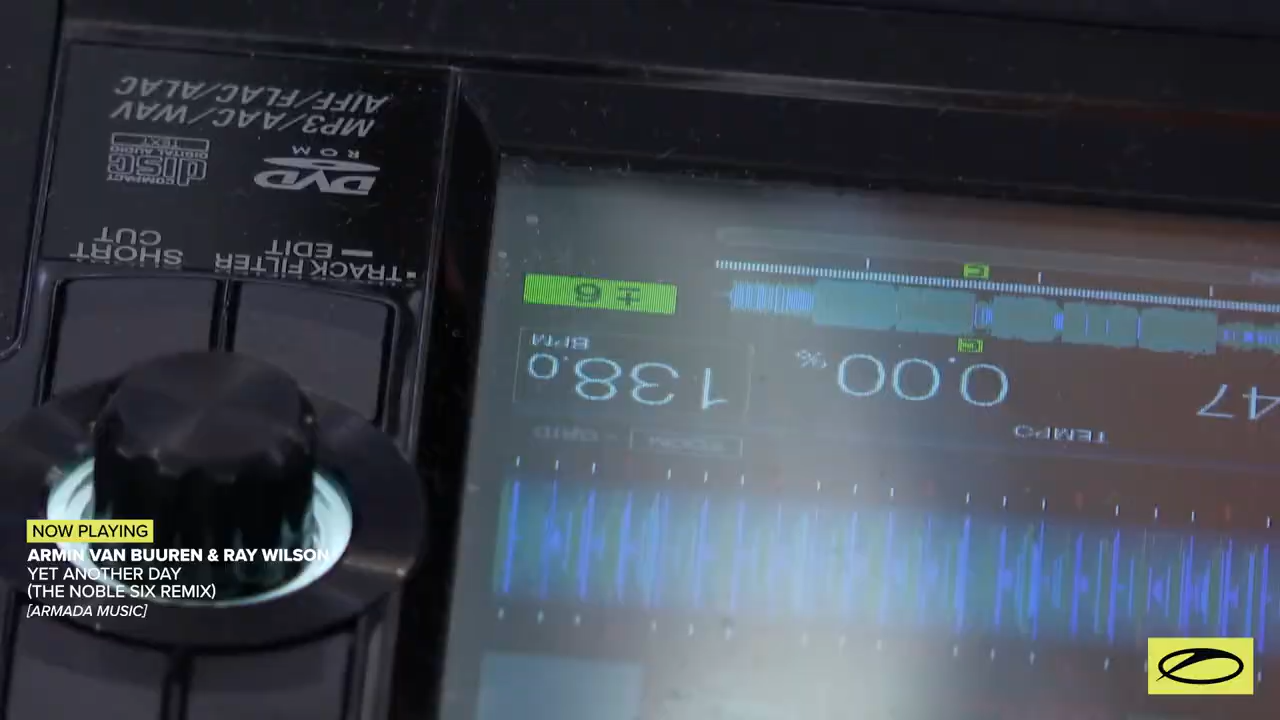 MP3/AAC/WAV
AIFF/FLAC/ALAC
DVD
ROM
COMPACT
disc
DIGITAL AUDIO
TEXT
TRACK FILTER
EDIT
SHORT
CUT
±6
47
TEMPO
0.00 %
138.0
BPM
ZOOM
GRID
NOW PLAYING
ARMIN VAN BUUREN & RAY WILSON
YET ANOTHER DAY
(THE NOBLE SIX REMIX)
[ARMADA MUSIC]